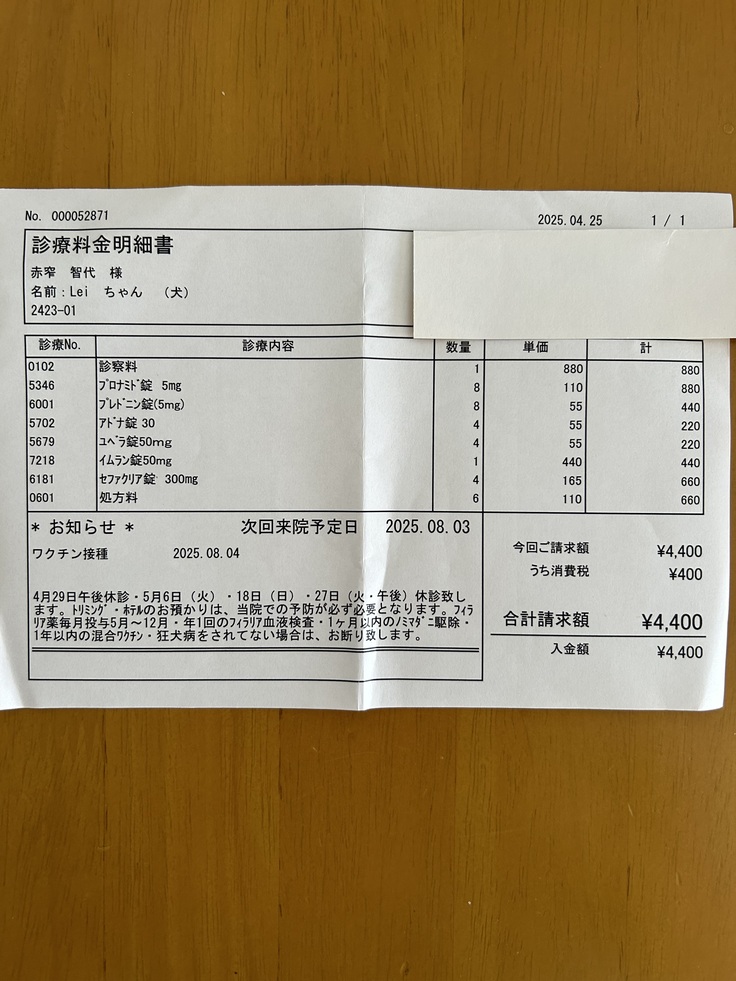 No. 000052871
2025.04.25 1 / 1
診療料金明細書
赤窄 智代 様
名前：Lei ちゃん （犬）
2423-01
診療No. 診療内容 数量 単価 計
0102 診察料 1 880 880
5346 ﾌﾟﾛﾅﾐﾄﾞ錠 5mg 8 110 880
6001 ﾌﾟﾚﾄﾞﾆﾝ錠(5mg) 8 55 440
5702 ｱﾄﾞﾅ錠 30 4 55 220
5679 ﾕﾍﾞﾗ錠50mg 4 55 220
7218 ｲﾑﾗﾝ錠50mg 1 440 440
6181 ｾﾌｧｸﾘｱ錠 300mg 4 165 660
0601 処方料 6 110 660
* お知らせ * 次回来院予定日 2025.08.03
ワクチン接種 2025.08.04
4月29日午後休診・5月6日（火）・18日（日）・27日（火・午後）休診致し
ます。ﾄﾘﾐﾝｸﾞ・ﾎﾃﾙのお預かりは、当院での予防が必ず必要となります。ﾌｨﾗ
ﾘｱ薬毎月投与5月～12月・年1回のﾌｨﾗﾘｱ血液検査・1ヶ月以内のﾉﾐﾏﾀﾞﾆ駆除・
1年以内の混合ﾜｸﾁﾝ・狂犬病をされてない場合は、お断り致します。
今回ご請求額 ¥4,400
うち消費税 ¥400
合計請求額 ¥4,400
入金額 ¥4,400